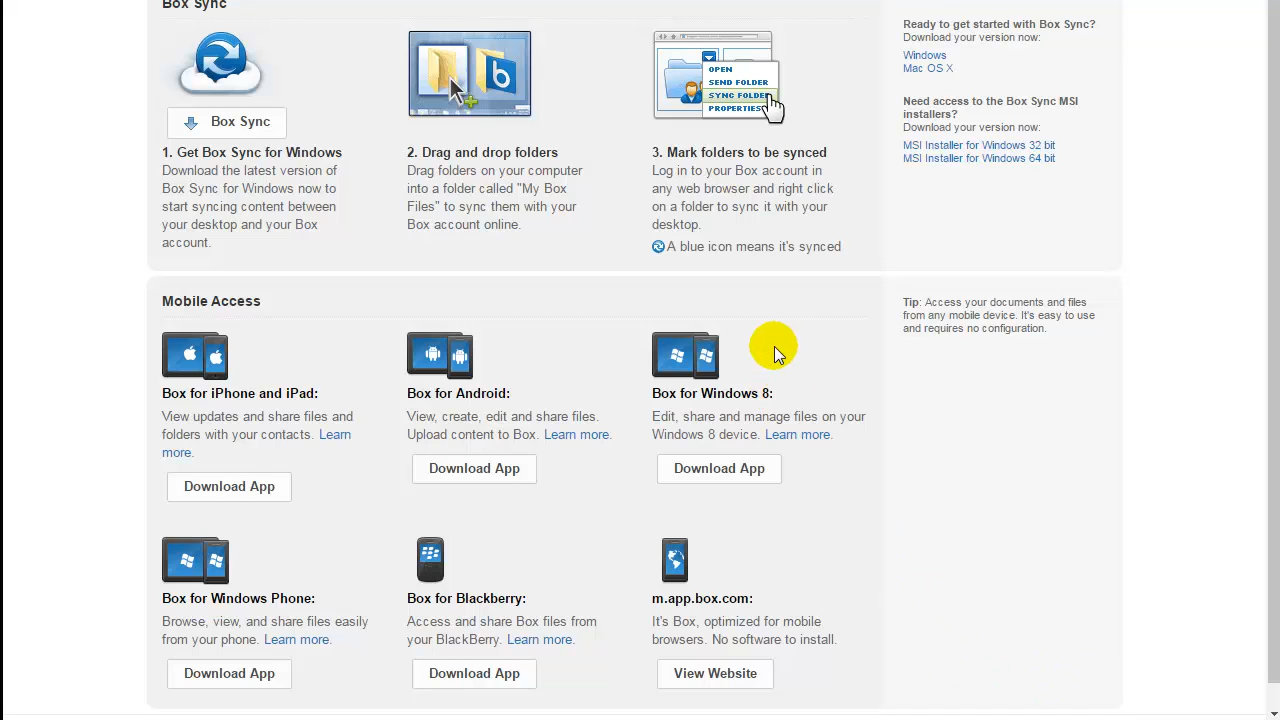 Box Sync
Box Sync
1. Get Box Sync for Windows
Download the latest version of
Box Sync for Windows now to
start syncing content between
your desktop and your Box
account.
2. Drag and drop folders
Drag folders on your computer
into a folder called "My Box
Files" to sync them with your
Box account online.
OPEN
SEND FOLDER
SYNC FOLDER
PROPERTIES
3. Mark folders to be synced
Log in to your Box account in
any web browser and right click
on a folder to sync it with your
desktop.
A blue icon means it's synced
Ready to get started with Box Sync?
Download your version now:
Windows
Mac OS X
Need access to the Box Sync MSI
installers?
Download your version now:
MSI Installer for Windows 32 bit
MSI Installer for Windows 64 bit
Mobile Access
Box for iPhone and iPad:
View updates and share files and
folders with your contacts. Learn
more.
Download App
Box for Android:
View, create, edit and share files.
Upload content to Box. Learn more.
Download App
Box for Windows 8:
Edit, share and manage files on your
Windows 8 device. Learn more.
Download App
Box for Windows Phone:
Browse, view, and share files easily
from your phone. Learn more.
Download App
Box for Blackberry:
Access and share Box files from
your BlackBerry. Learn more.
Download App
m.app.box.com:
It's Box, optimized for mobile
browsers. No software to install.
View Website
Tip: Access your documents and files
from any mobile device. It's easy to use
and requires no configuration.